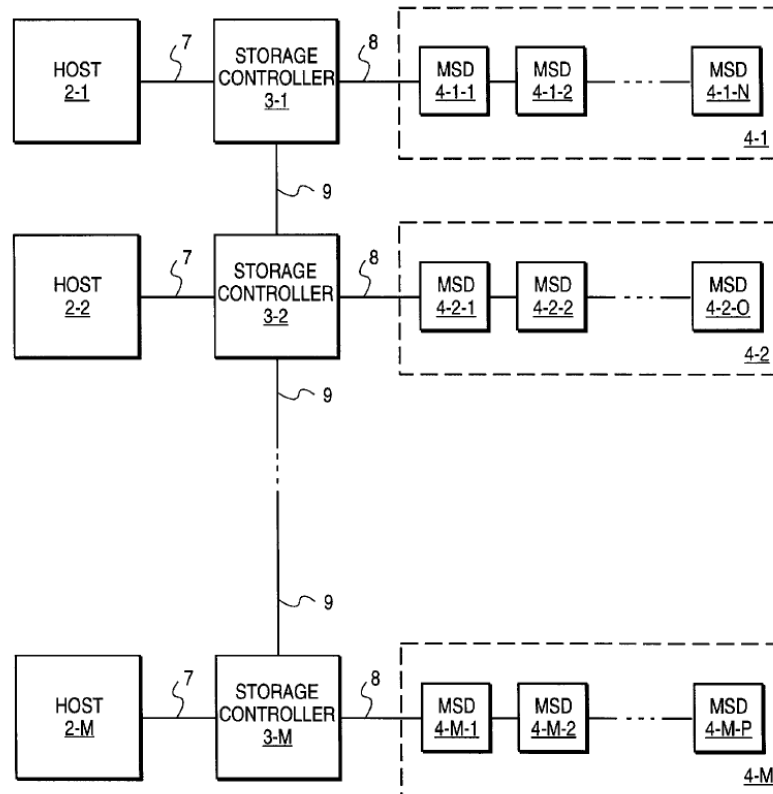 7
8
HOST
2-1
STORAGE
CONTROLLER
3-1
MSD
4-1-1
MSD
4-1-2
MSD
4-1-N
4-1
9
7
8
HOST
2-2
STORAGE
CONTROLLER
3-2
MSD
4-2-1
MSD
4-2-2
MSD
4-2-O
4-2
9
9
7
8
HOST
2-M
STORAGE
CONTROLLER
3-M
MSD
4-M-1
MSD
4-M-2
MSD
4-M-P
4-M